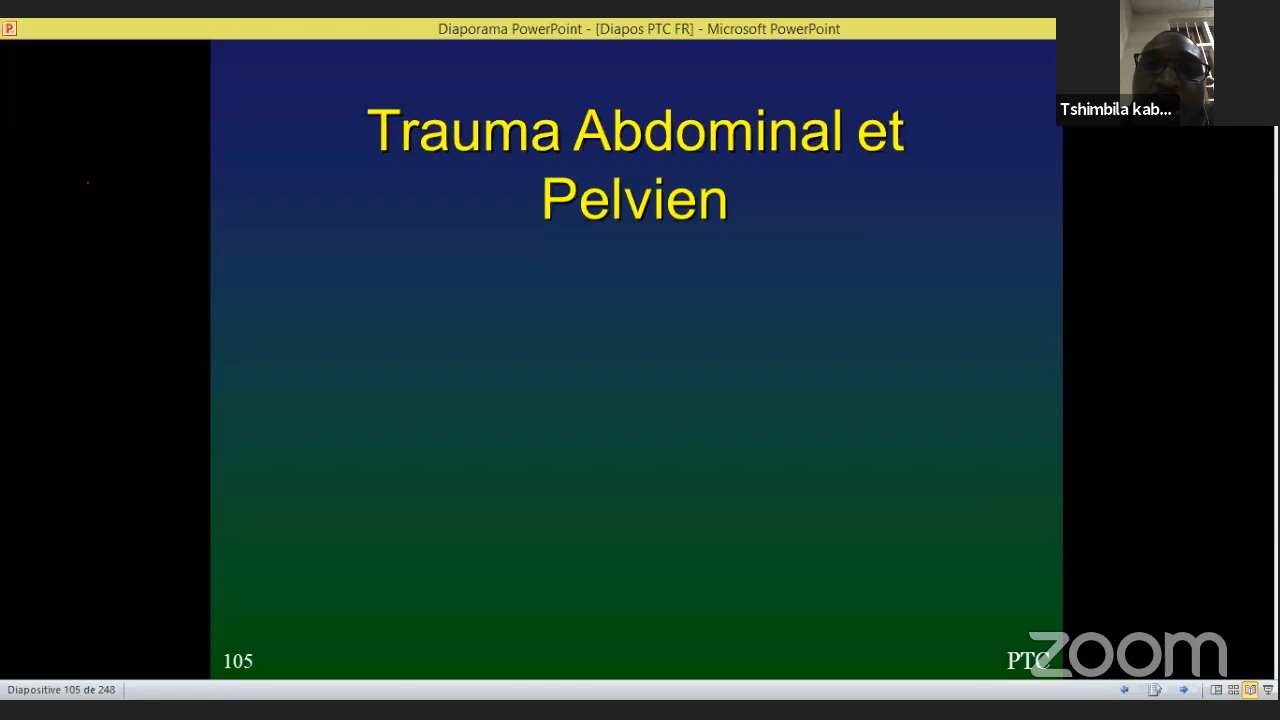 Diaporama PowerPoint - [Diapos PTC FR] - Microsoft PowerPoint
Tshimbila kab...
Trauma Abdominal et
Pelvien
105
PTC
zoom
Diapositive 105 de 248